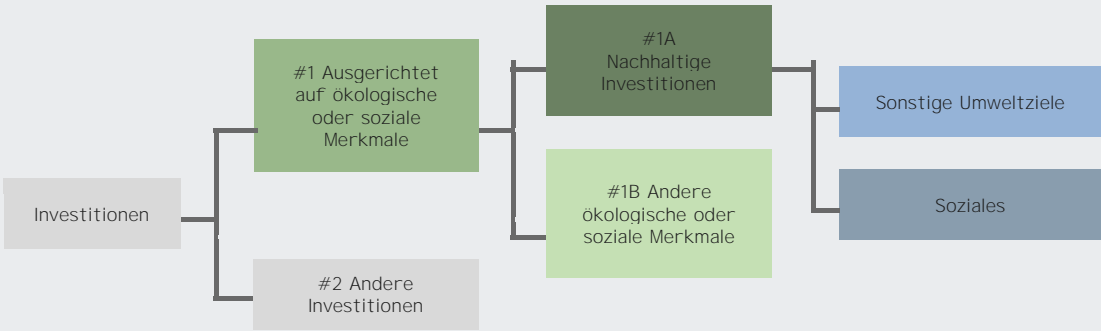 #1A
Nachhaltige
Investitionen
#1 Ausgerichtet
auf ökologische
oder soziale
Merkmale
Sonstige Umweltziele
#1B Andere
ökologische oder
soziale Merkmale
Soziales
Investitionen
#2 Andere
Investitionen